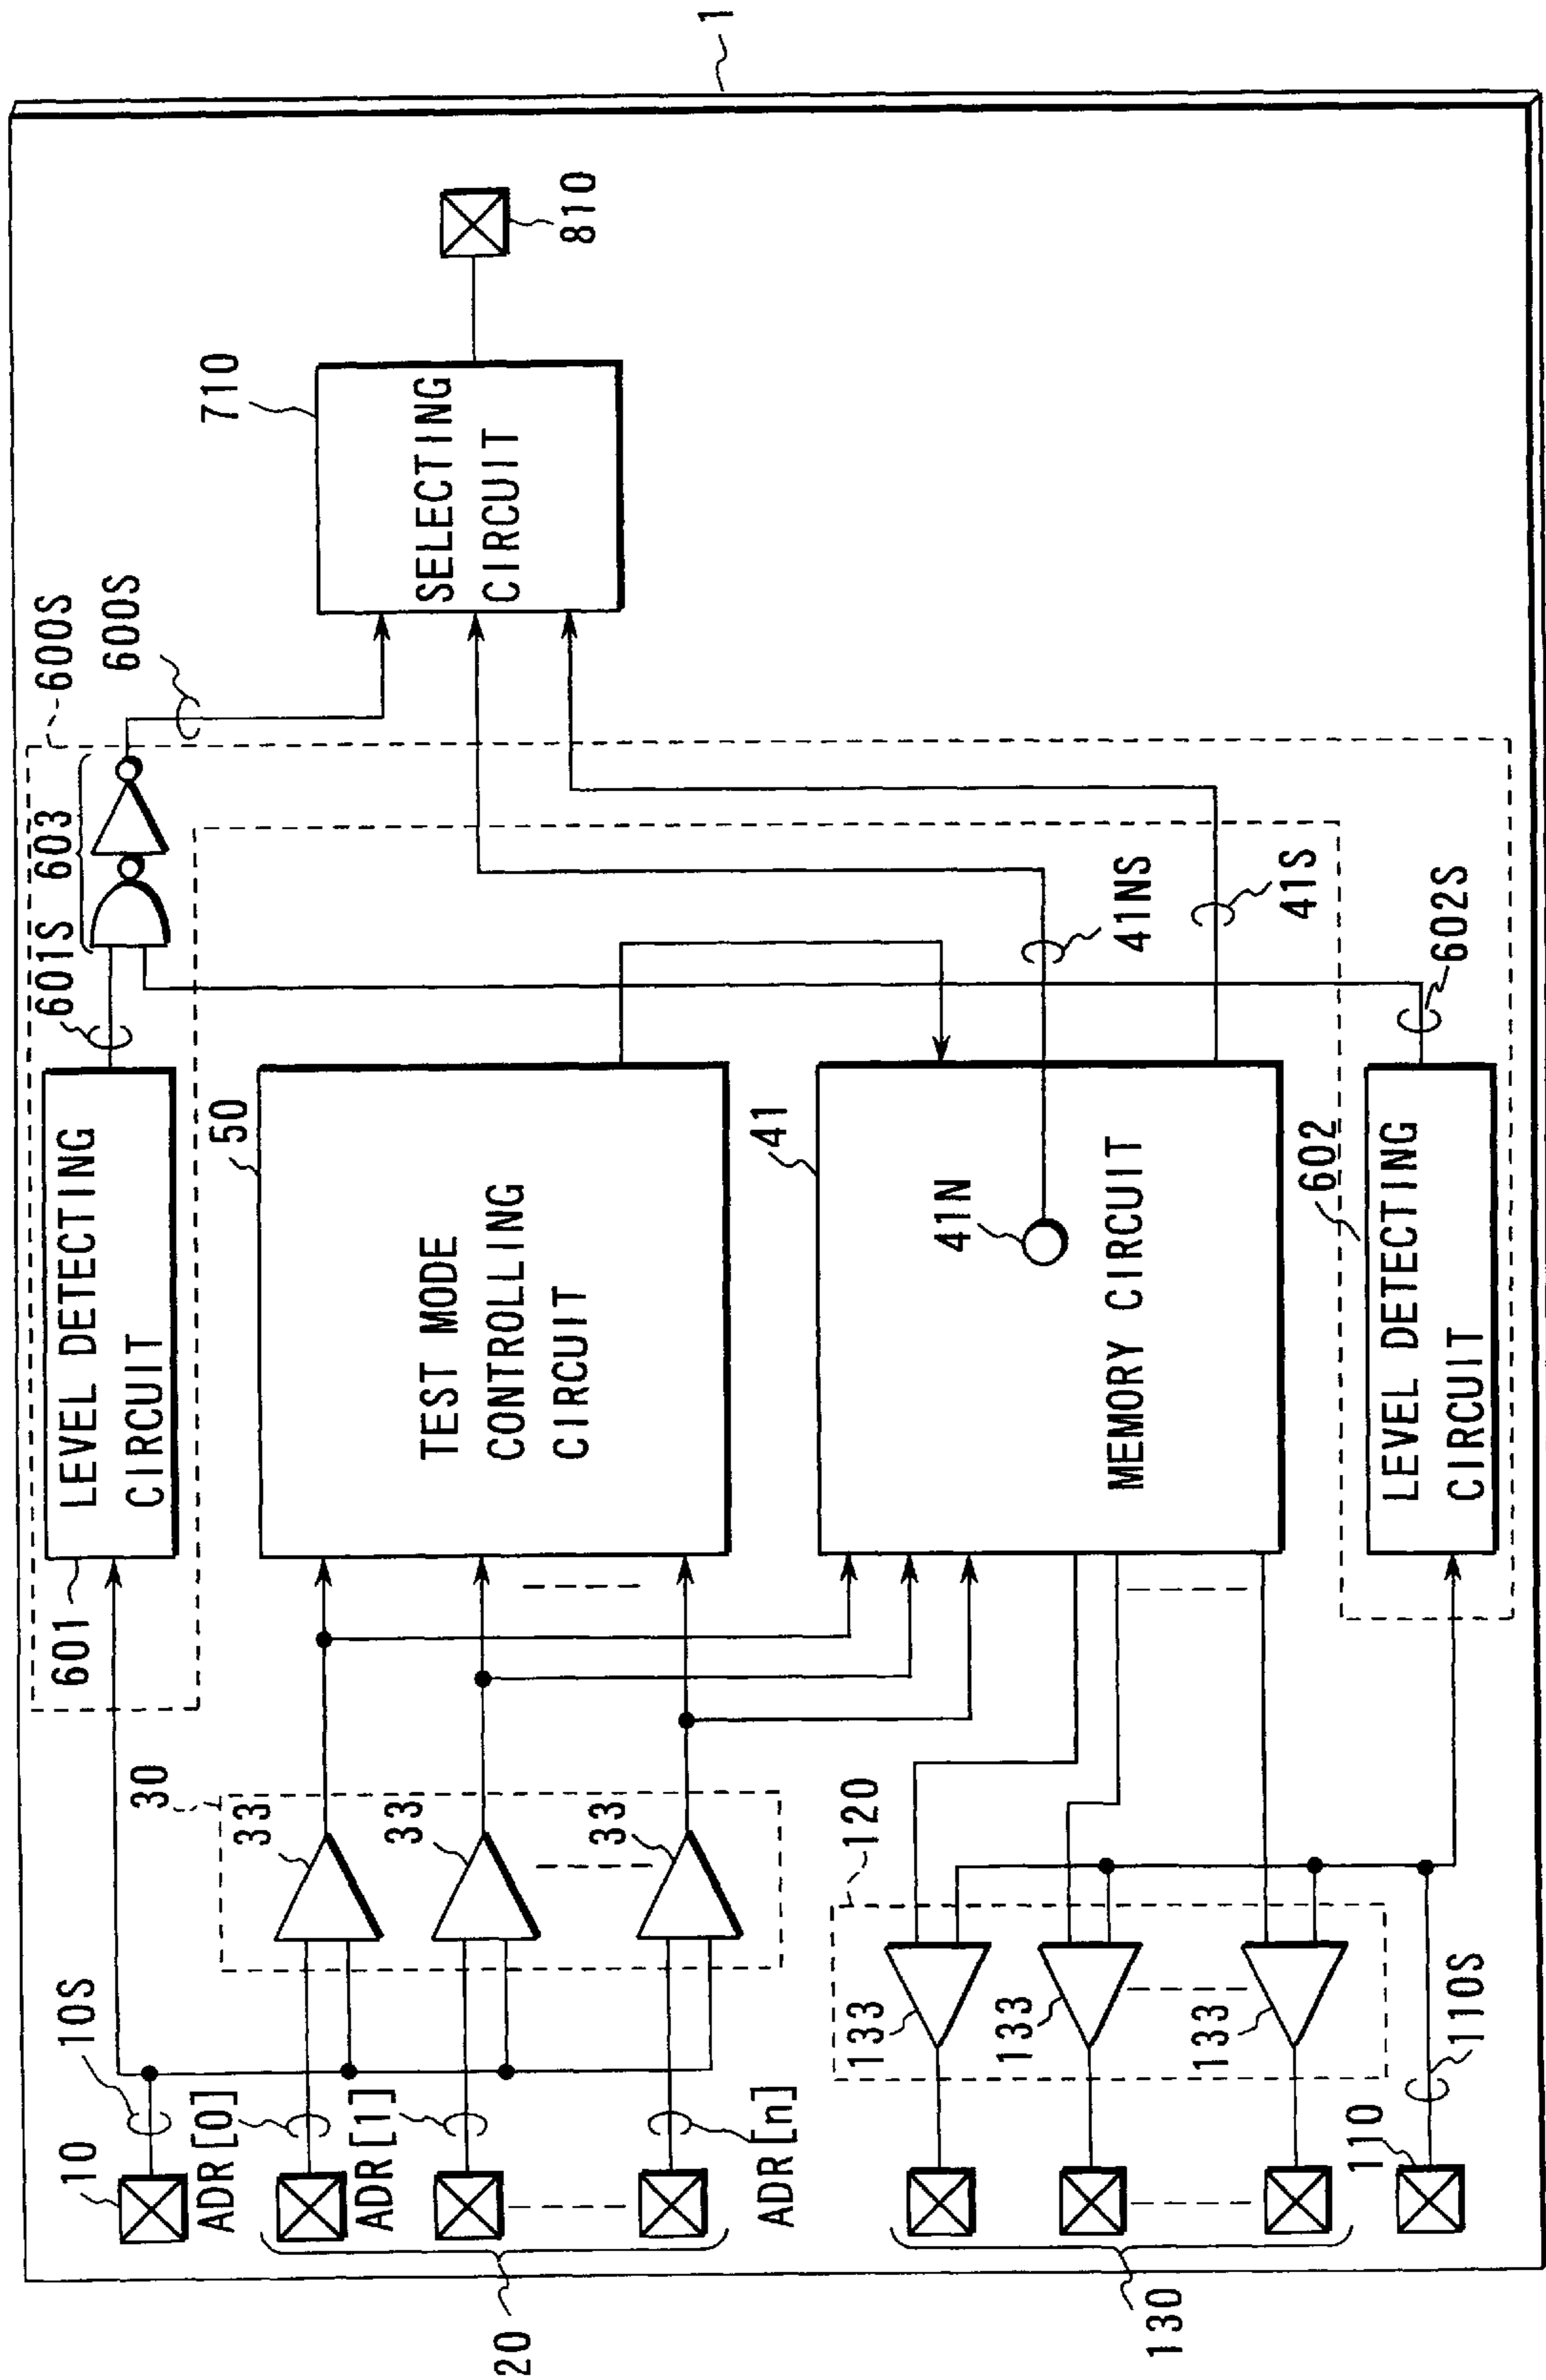 1
10
10S
601
LEVEL DETECTING
CIRCUIT
601S
603
600S
600S
ADR[0]
ADR[1]
ADR[n]
20
30
33
33
33
50
TEST MODE
CONTROLLING
CIRCUIT
710
SELECTING
CIRCUIT
810
41
41N
MEMORY CIRCUIT
41NS
41S
130
133
133
133
120
110
110S
602
LEVEL DETECTING
CIRCUIT
602S